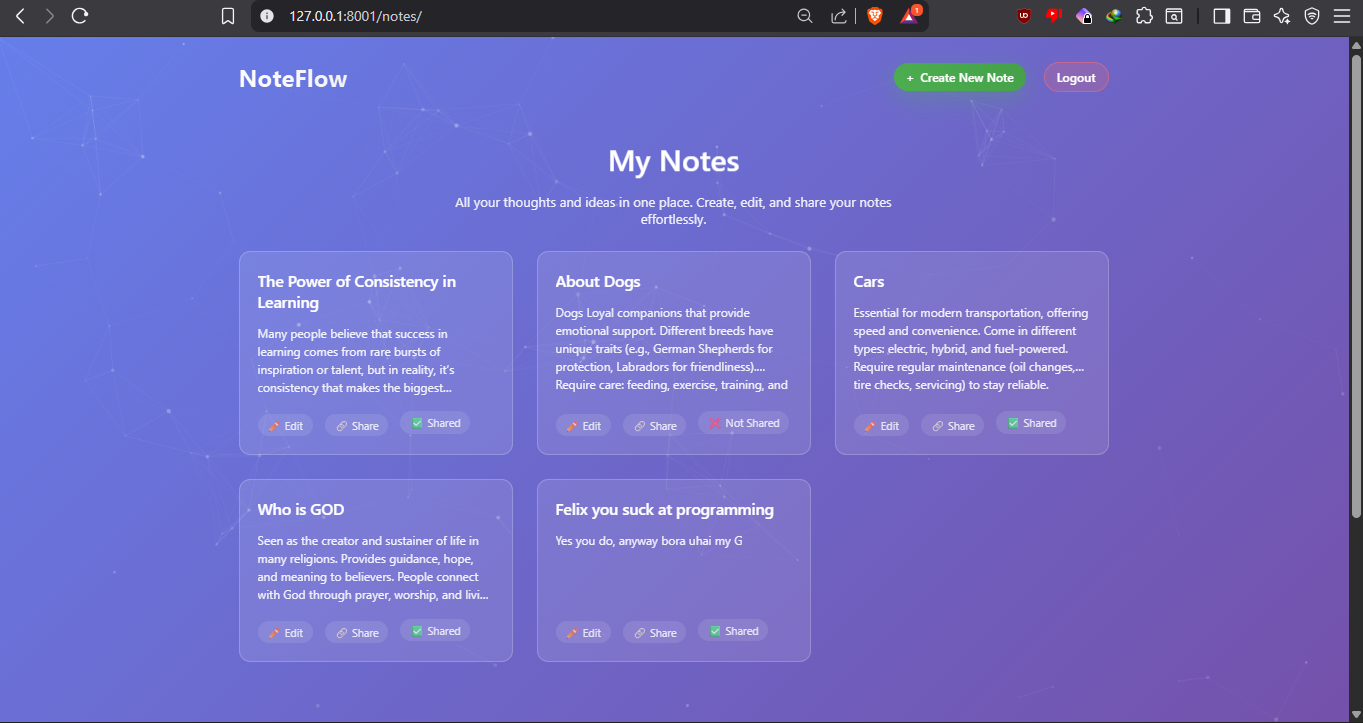 127.0.0.1:8001/notes/
1
UD
NoteFlow
+ Create New Note
Logout
My Notes
All your thoughts and ideas in one place. Create, edit, and share your notes
effortlessly.
The Power of Consistency in
Learning
Many people believe that success in
learning comes from rare bursts of
inspiration or talent, but in reality, it's
consistency that makes the biggest...
Edit
Share
Shared
About Dogs
Dogs Loyal companions that provide
emotional support. Different breeds have
unique traits (e.g., German Shepherds for
protection, Labradors for friendliness)....
Require care: feeding, exercise, training, and
Edit
Share
Not Shared
Cars
Essential for modern transportation, offering
speed and convenience. Come in different
types: electric, hybrid, and fuel-powered.
Require regular maintenance (oil changes,...
tire checks, servicing) to stay reliable.
Edit
Share
Shared
Who is GOD
Seen as the creator and sustainer of life in
many religions. Provides guidance, hope,
and meaning to believers. People connect
with God through prayer, worship, and livi...
Edit
Share
Shared
Felix you suck at programming
Yes you do, anyway bora uhai my G
Edit
Share
Shared